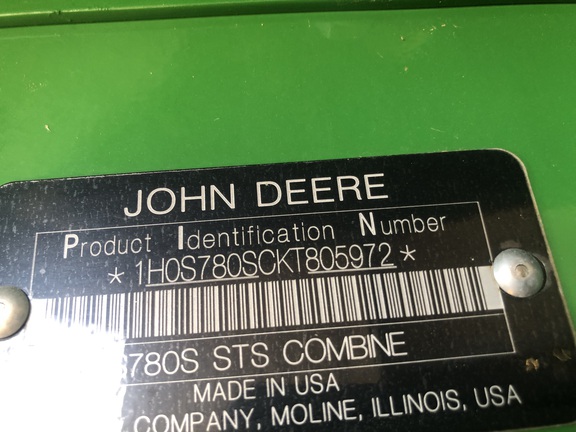 JOHN DEERE
Product Identification Number
*1H0S780SCKT805972*
780S STS COMBINE
MADE IN USA
COMPANY, MOLINE, ILLINOIS, USA